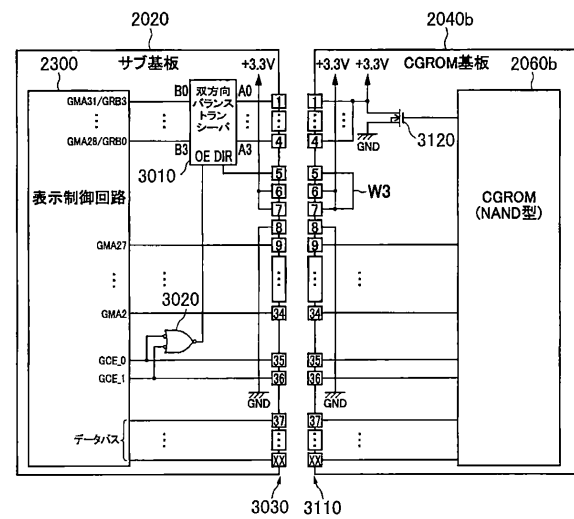 2020
2040b
サブ基板
CGROM基板
2300
2060b
+3.3V
+3.3V
+3.3V
GMA31/GRB3
B0
双方向
バランス
トラン
シーバ
A0
1
1
GMA28/GRB0
B3
A3
4
4
GND
3120
3010
OE DIR
5
5
6
6
W3
7
7
表示制御回路
CGROM
(NAND型)
8
8
GMA27
9
9
GMA2
34
34
3020
GCE_0
35
35
GCE_1
36
36
GND
GND
37
37
データバス
XX
XX
3030
3110